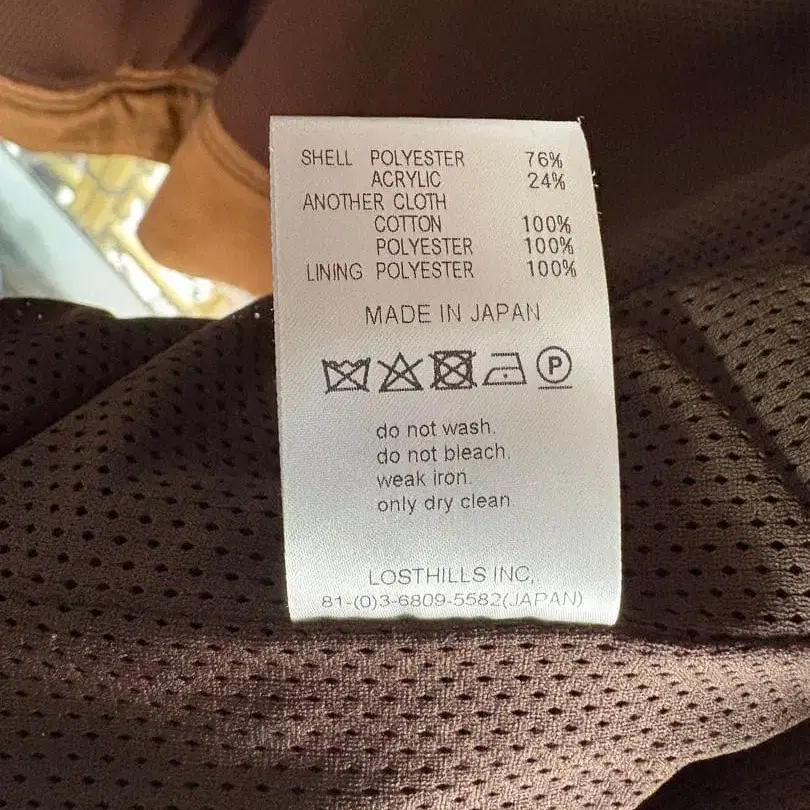 SHELL POLYESTER 76%
ACRYLIC 24%
ANOTHER CLOTH
COTTON 100%
POLYESTER 100%
LINING POLYESTER 100%
MADE IN JAPAN
P
do not wash.
do not bleach.
weak iron.
only dry clean
LOSTHILLS INC,
81-(0)3-6809-5582(JAPAN)